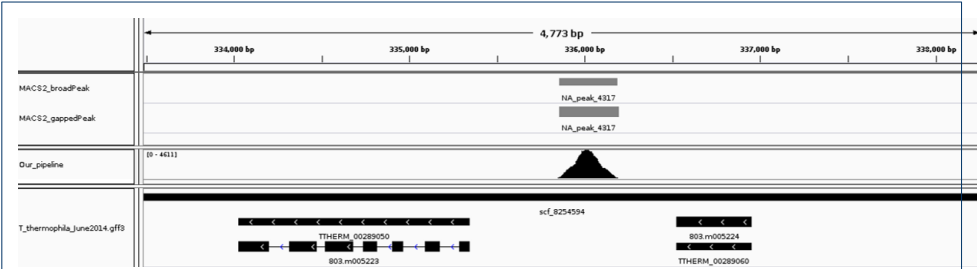 4,773 bp
334,000 bp 335,000 bp 336,000 bp 337,000 bp 338,000 bp
MACS2_broadPeak
NA_peak_4317
MACS2_gappedPeak
NA_peak_4317
Our_pipeline
[0 - 4611]
scf_8254594
T_thermophila_June2014.gff3
TTHERM_00289050
803.m05224
803.m005223
TTHERM_00289060